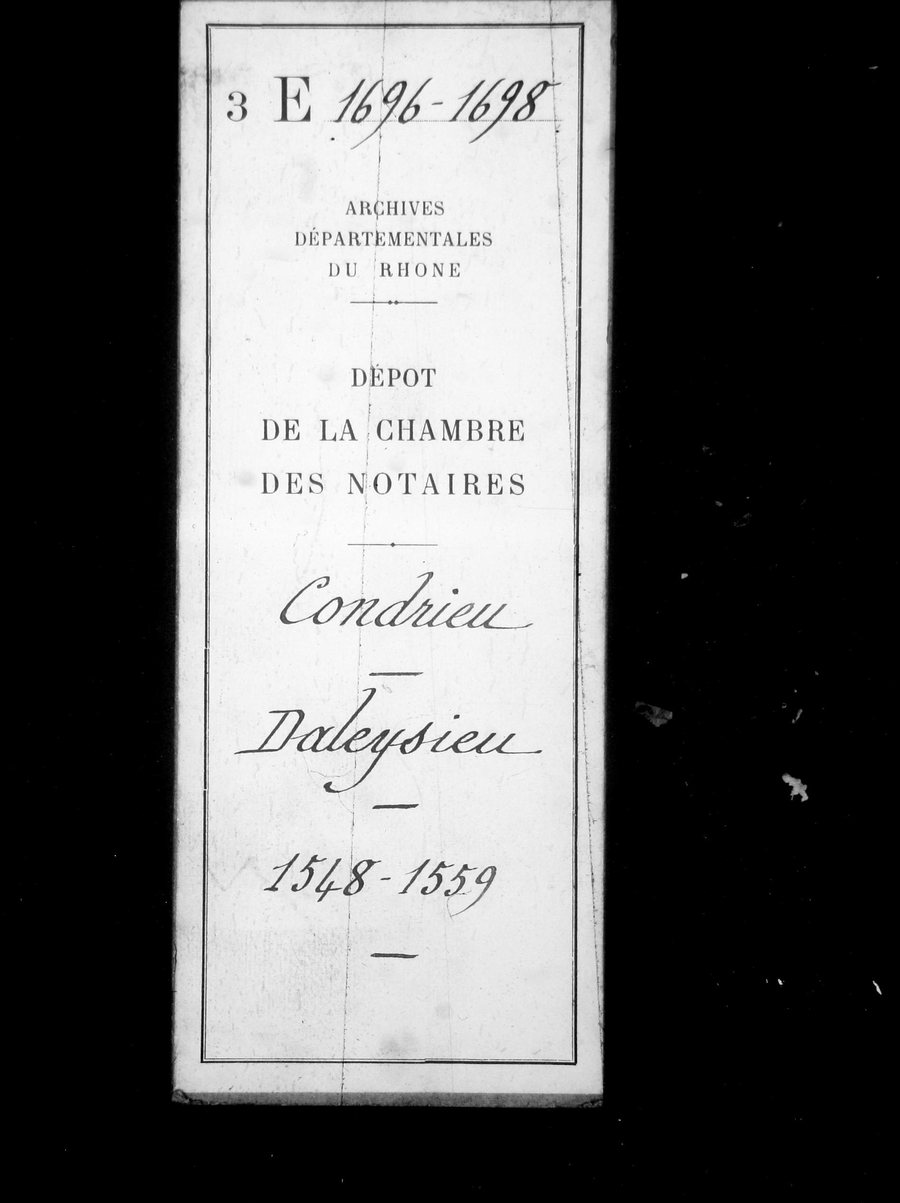 3 E 1696-1698
ARCHIVES
DÉPARTEMENTALES
DU RHONE
DÉPOT
DE LA CHAMBRE
DES NOTAIRES
Condrieu
Daleysieu
1548-1559